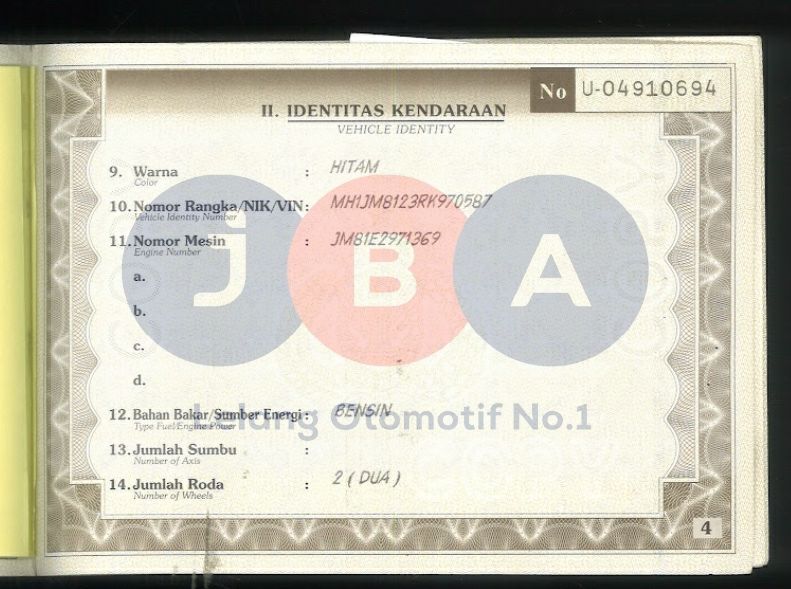 No U-04910694
II. IDENTITAS KENDARAAN
VEHICLE IDENTITY
9. Warna : HITAM
Color
10. Nomor Rangka/NIK/VIN: MH1JM8123RK970587
Vehicle Identity Number
11. Nomor Mesin : JM81E2971369
Engine Number
a.
b.
c.
d.
jBA
12. Bahan Bakar/Sumber Energi : BENSIN
Type Fuel/Engine Power
Lelang Otomotif No.1
13. Jumlah Sumbu :
Number of Axis
14. Jumlah Roda : 2 ( DUA )
Number of Wheels
4